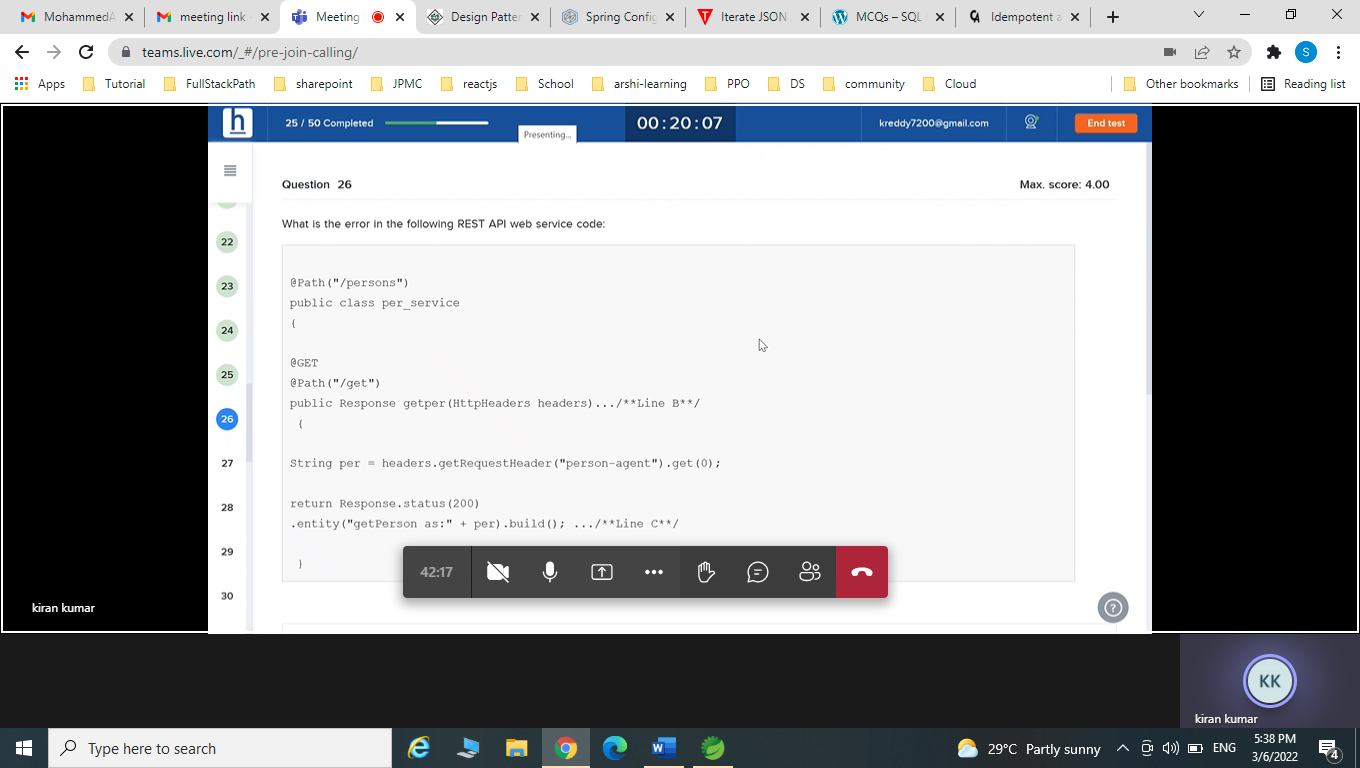 MohammedA
meeting link
Meeting
Design Patter
Spring Config
Iterate JSON
MCQs – SQL
Idempotent a
teams.live.com/_#/pre-join-calling/
S
Apps
Tutorial
FullStackPath
sharepoint
JPMC
reactjs
School
arshi-learning
PPO
DS
community
Cloud
Other bookmarks
Reading list
h
25 / 50 Completed
Presenting...
00:20:07
kreddy7200@gmail.com
End test
Question 26
Max. score: 4.00
What is the error in the following REST API web service code:
22
23
24
25
26
27
28
29
30
@Path("/persons")
public class per_service
{
@GET
@Path("/get")
public Response getper(HttpHeaders headers).../**Line B**/
{
String per = headers.getRequestHeader("person-agent").get(0);
return Response.status(200)
.entity("getPerson as:" + per).build(); .../**Line C**/
}
42:17
kiran kumar
?
KK
kiran kumar
Type here to search
29°C Partly sunny
ENG
5:38 PM
3/6/2022
4